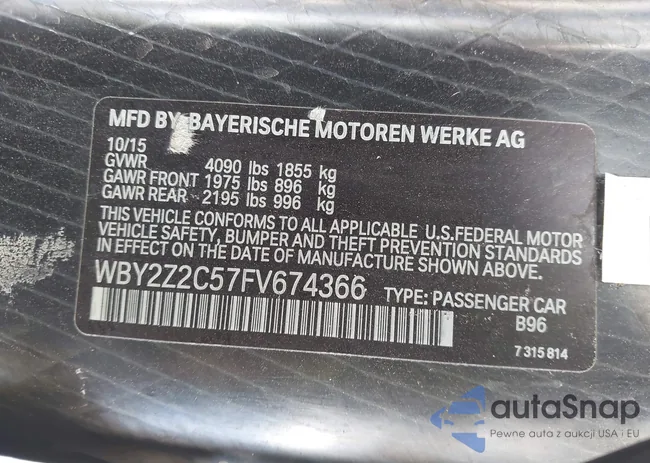 MFD BY BAYERISCHE MOTOREN WERKE AG
10/15
GVWR 4090 lbs 1855 kg
GAWR FRONT 1975 lbs 896 kg
GAWR REAR 2195 lbs 996 kg
THIS VEHICLE CONFORMS TO ALL APPLICABLE U.S.FEDERAL MOTOR
VEHICLE SAFETY, BUMPER AND THEFT PREVENTION STANDARDS
IN EFFECT ON THE DATE OF MANUFACTURE SHOWN ABOVE.
WBY2Z2C57FV674366 TYPE: PASSENGER CAR
B96
7 315 814
autaSnap
Pewne auta z aukcji USA i EU